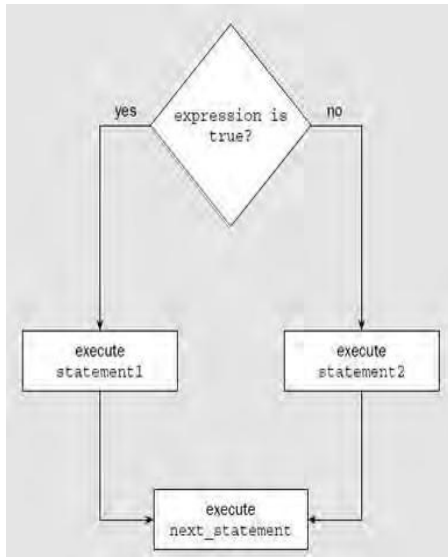 expression is
true?
yes
no
execute
statement1
execute
statement2
execute
next_statement